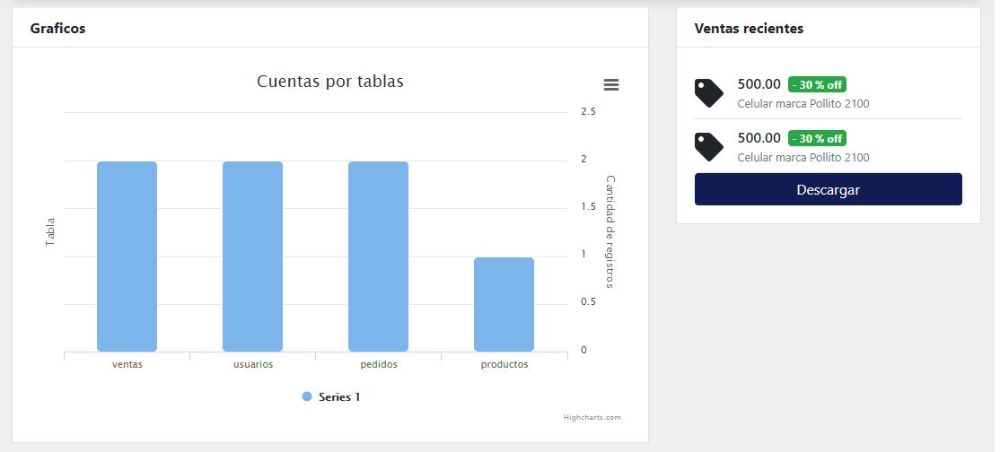 Graficos
Cuentas por tablas
2.5
2
1.5
1
0.5
0
Tabla
Cantidad de registros
ventas
usuarios
pedidos
productos
Series 1
Highcharts.com
Ventas recientes
500.00 - 30 % off
Celular marca Pollito 2100
500.00 - 30 % off
Celular marca Pollito 2100
Descargar